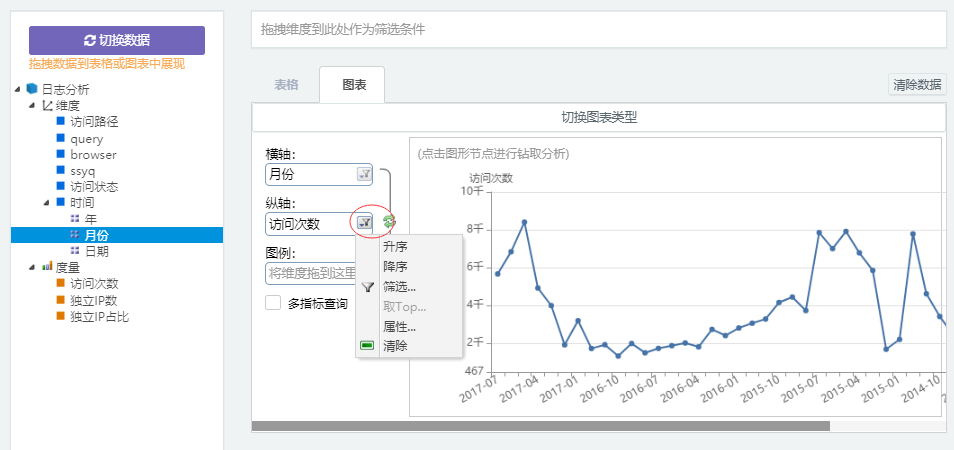 切换数据
拖拽数据到表格或图表中展现
日志分析
维度
访问路径
query
browser
ssyq
访问状态
时间
年
月份
日期
度量
访问次数
独立IP数
独立IP占比
拖拽维度到此处作为筛选条件
表格
图表
清除数据
切换图表类型
横轴：
月份
纵轴：
访问次数
图例：
将维度拖到这里
多指标查询
升序
降序
筛选...
取Top...
属性...
清除
(点击图形节点进行钻取分析)
访问次数
10千
8千
6千
4千
2千
467
2017-07
2017-04
2017-01
2016-10
2016-07
2016-04
2016-01
2015-10
2015-07
2015-04
2015-01
2014-10